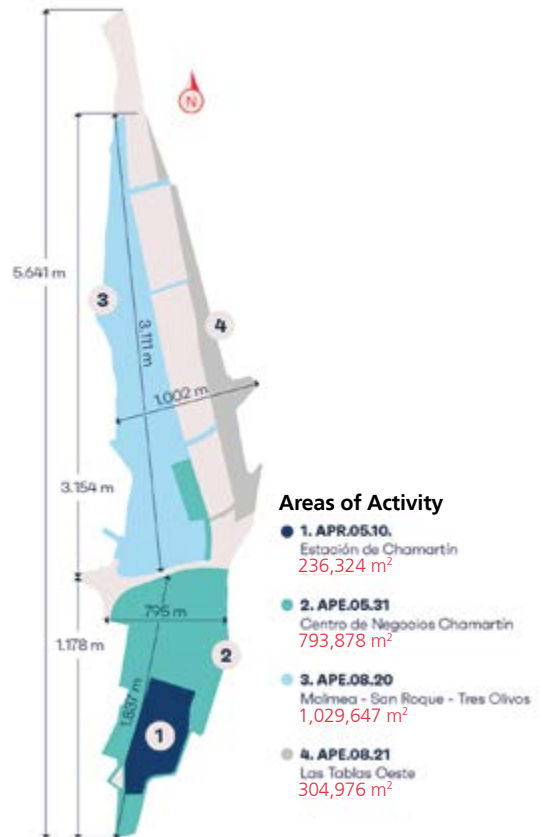 N
5.641 m
3
4
3.111 m
1.002 m
3.154 m
795 m
1.178 m
2
1.837 m
1
Areas of Activity
1. APR.05.10.
Estación de Chamartín
236,324 m²
2. APE.05.31
Centro de Negocios Chamartín
793,878 m²
3. APE.08.20
Malmea - San Roque - Tres Olivos
1,029,647 m²
4. APE.08.21
Las Tablas Oeste
304,976 m²